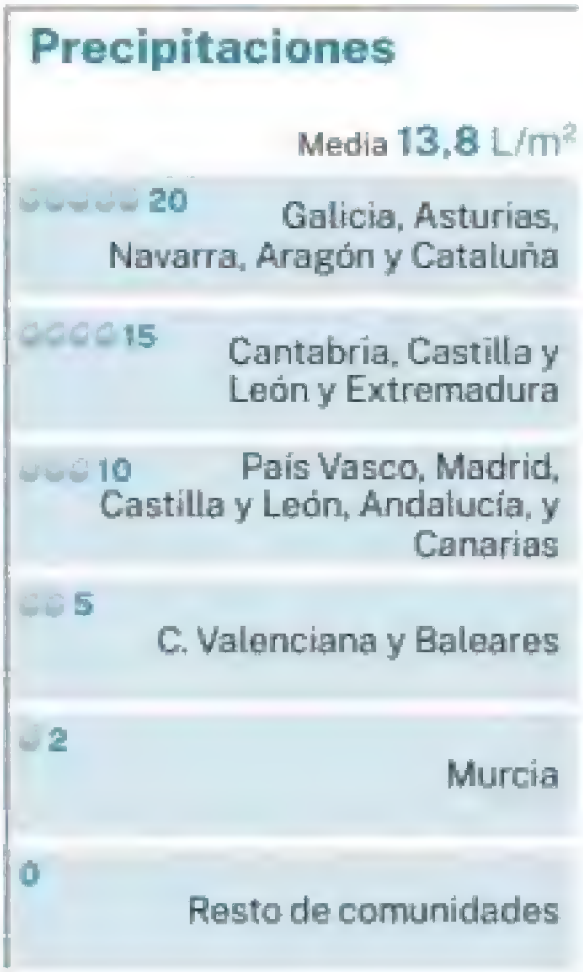 Precipitaciones
Media 13,8 L/m²
20 Galicia, Asturias,
Navarra, Aragón y Cataluña
15 Cantabria, Castilla y
León y Extremadura
10 País Vasco, Madrid,
Castilla y León, Andalucía, y
Canarias
5
C. Valenciana y Baleares
2
Murcia
0
Resto de comunidades